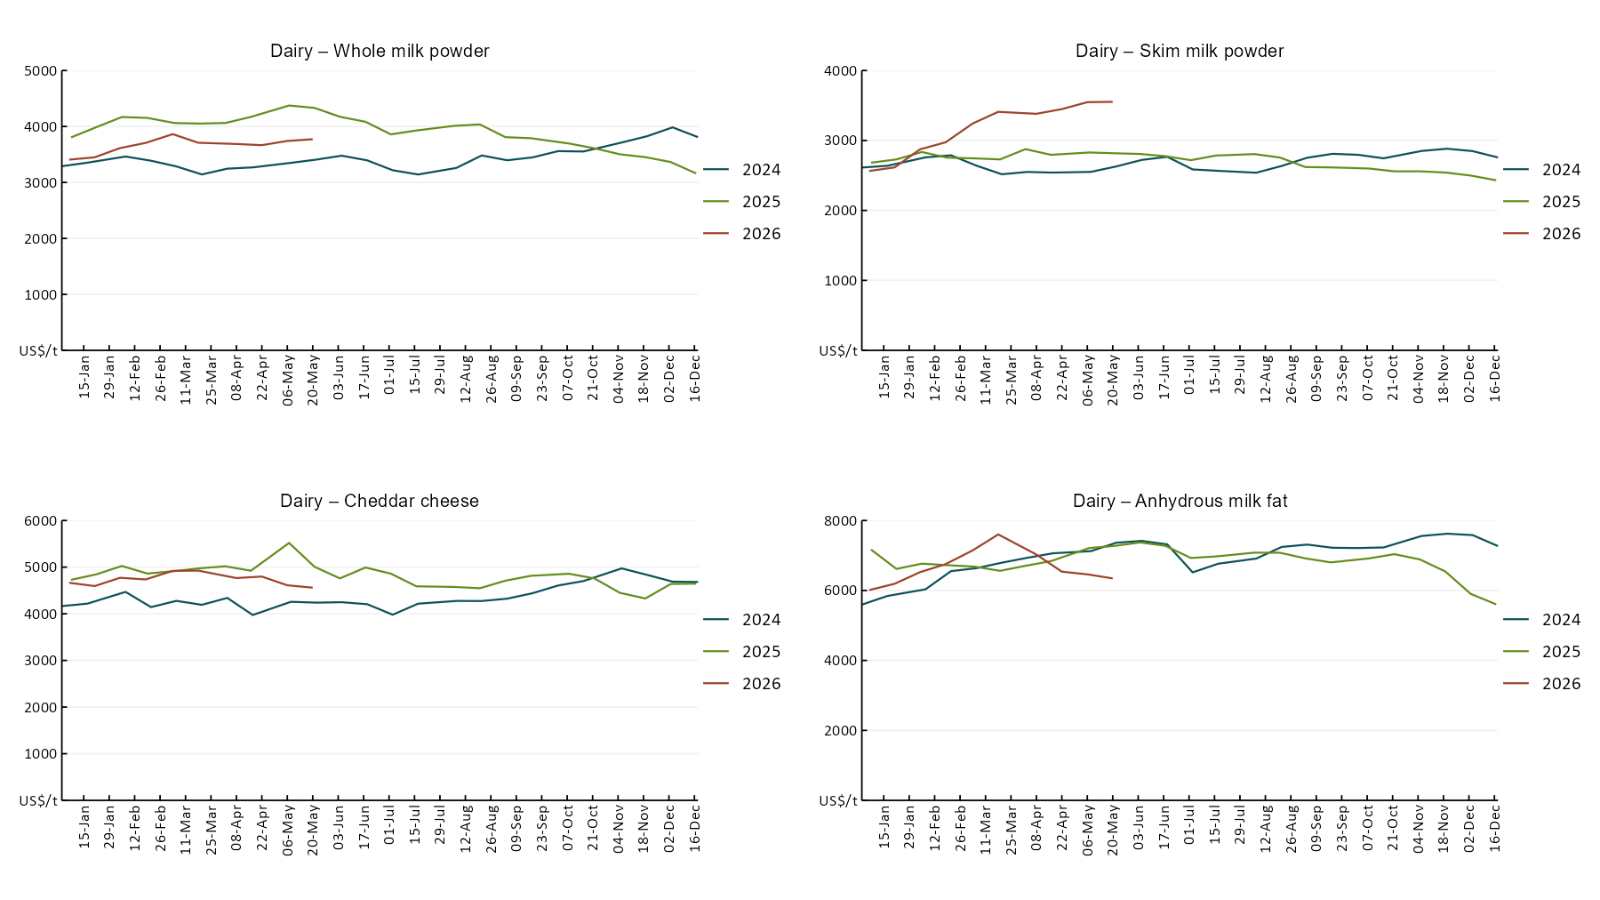 Dairy – Whole milk powder
5000
4000
3000
2000
1000
US$/t
15-Jan
29-Jan
12-Feb
26-Feb
11-Mar
25-Mar
08-Apr
22-Apr
06-May
20-May
03-Jun
17-Jun
01-Jul
15-Jul
29-Jul
12-Aug
26-Aug
09-Sep
23-Sep
07-Oct
21-Oct
04-Nov
18-Nov
02-Dec
16-Dec
2024
2025
2026
Dairy – Skim milk powder
4000
3000
2000
1000
US$/t
15-Jan
29-Jan
12-Feb
26-Feb
11-Mar
25-Mar
08-Apr
22-Apr
06-May
20-May
03-Jun
17-Jun
01-Jul
15-Jul
29-Jul
12-Aug
26-Aug
09-Sep
23-Sep
07-Oct
21-Oct
04-Nov
18-Nov
02-Dec
16-Dec
2024
2025
2026
Dairy – Cheddar cheese
6000
5000
4000
3000
2000
1000
US$/t
15-Jan
29-Jan
12-Feb
26-Feb
11-Mar
25-Mar
08-Apr
22-Apr
06-May
20-May
03-Jun
17-Jun
01-Jul
15-Jul
29-Jul
12-Aug
26-Aug
09-Sep
23-Sep
07-Oct
21-Oct
04-Nov
18-Nov
02-Dec
16-Dec
2024
2025
2026
Dairy – Anhydrous milk fat
8000
6000
4000
2000
US$/t
15-Jan
29-Jan
12-Feb
26-Feb
11-Mar
25-Mar
08-Apr
22-Apr
06-May
20-May
03-Jun
17-Jun
01-Jul
15-Jul
29-Jul
12-Aug
26-Aug
09-Sep
23-Sep
07-Oct
21-Oct
04-Nov
18-Nov
02-Dec
16-Dec
2024
2025
2026